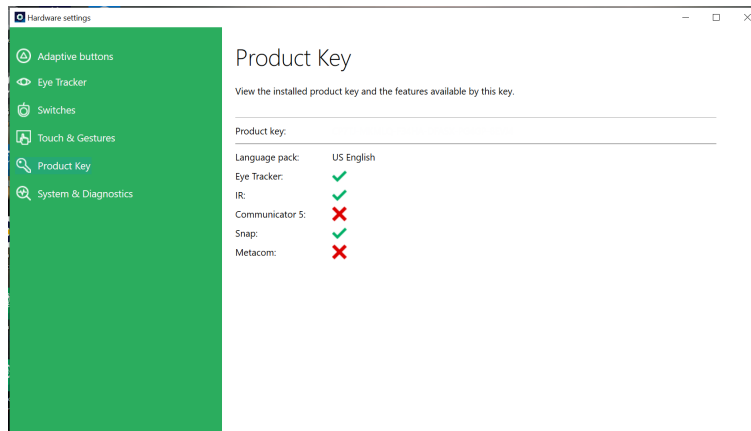 Hardware settings
Adaptive buttons
Eye Tracker
Switches
Touch & Gestures
Product Key
System & Diagnostics
Product Key
View the installed product key and the features available by this key.
Product key:
Language pack: US English
Eye Tracker:
IR:
Communicator 5:
Snap:
Metacom: